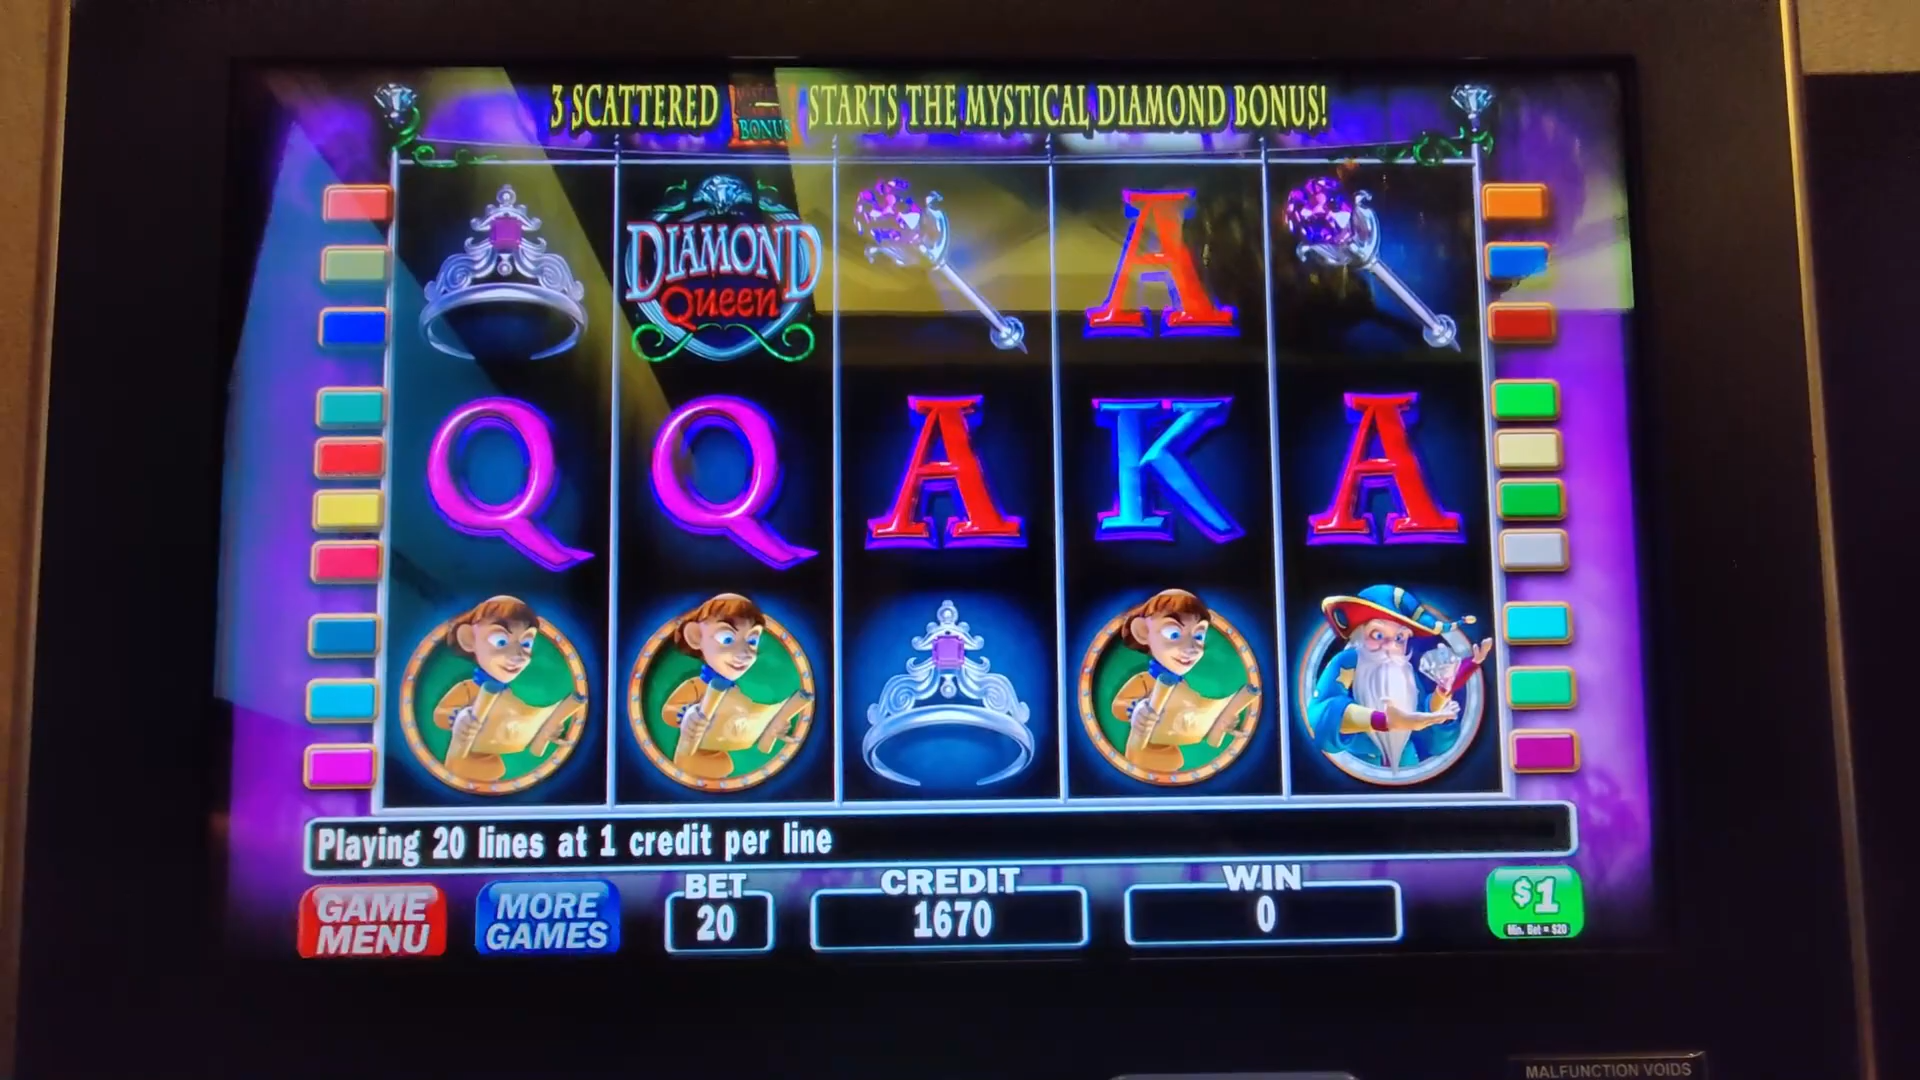 3 SCATTERED BONUS STARTS THE MYSTICAL DIAMOND BONUS!
DIAMOND
Queen
A
Q Q A K A
Playing 20 lines at 1 credit per line
GAME MENU
MORE GAMES
BET
20
CREDIT
1670
WIN
0
$1
Min. Bet = $20
MALFUNCTION VOIDS